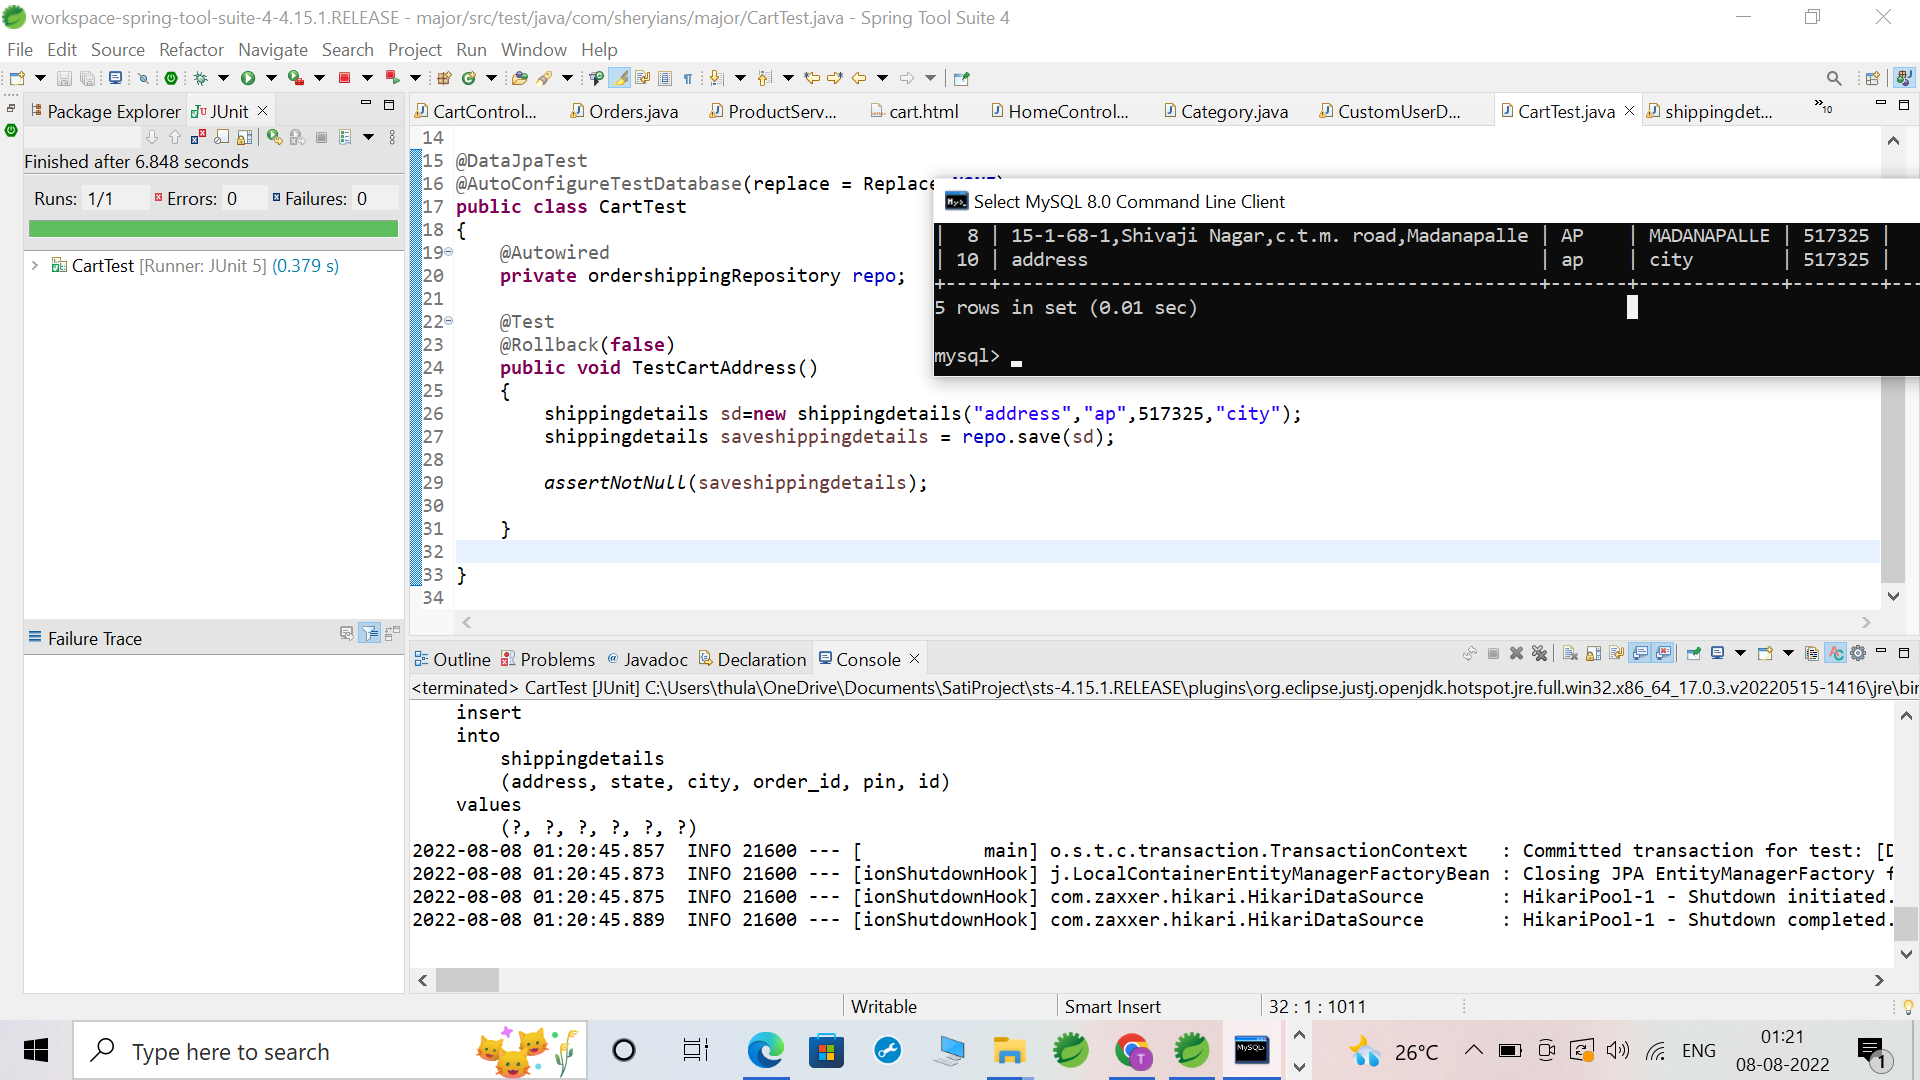 workspace-spring-tool-suite-4-4.15.1.RELEASE - major/src/test/java/com/sheryians/major/CartTest.java - Spring Tool Suite 4
File Edit Source Refactor Navigate Search Project Run Window Help
Package Explorer JUnit
CartControl... Orders.java ProductServ... cart.html HomeControl... Category.java CustomUserD... CartTest.java shippingdet... »10
Finished after 6.848 seconds
Runs: 1/1 Errors: 0 Failures: 0
CartTest [Runner: JUnit 5] (0.379 s)
Failure Trace
14
15 @DataJpaTest
16 @AutoConfigureTestDatabase(replace = Replace
17 public class CartTest
18 {
19 @Autowired
20 private ordershippingRepository repo;
21
22 @Test
23 @Rollback(false)
24 public void TestCartAddress()
25 {
26 shippingdetails sd=new shippingdetails("address","ap",517325,"city");
27 shippingdetails saveshippingdetails = repo.save(sd);
28
29 assertNotNull(saveshippingdetails);
30
31 }
32
33 }
34
Select MySQL 8.0 Command Line Client
| 8 | 15-1-68-1,Shivaji Nagar,c.t.m. road,Madanapalle | AP | MADANAPALLE | 517325 |
| 10 | address | ap | city | 517325 |
+----+-------------------------------------------------+-------+-------------+--------+---
5 rows in set (0.01 sec)
mysql>
Outline Problems Javadoc Declaration Console
<terminated> CartTest [JUnit] C:\Users\thula\OneDrive\Documents\SatiProject\sts-4.15.1.RELEASE\plugins\org.eclipse.justj.openjdk.hotspot.jre.full.win32.x86_64_17.0.3.v20220515-1416\jre\bin
insert
into
shippingdetails
(address, state, city, order_id, pin, id)
values
(?, ?, ?, ?, ?, ?)
2022-08-08 01:20:45.857 INFO 21600 --- [ main] o.s.t.c.transaction.TransactionContext : Committed transaction for test: [D
2022-08-08 01:20:45.873 INFO 21600 --- [ionShutdownHook] j.LocalContainerEntityManagerFactoryBean : Closing JPA EntityManagerFactory f
2022-08-08 01:20:45.875 INFO 21600 --- [ionShutdownHook] com.zaxxer.hikari.HikariDataSource : HikariPool-1 - Shutdown initiated.
2022-08-08 01:20:45.889 INFO 21600 --- [ionShutdownHook] com.zaxxer.hikari.HikariDataSource : HikariPool-1 - Shutdown completed.
Writable Smart Insert 32 : 1 : 1011
Type here to search
26°C ENG
01:21
08-08-2022
1